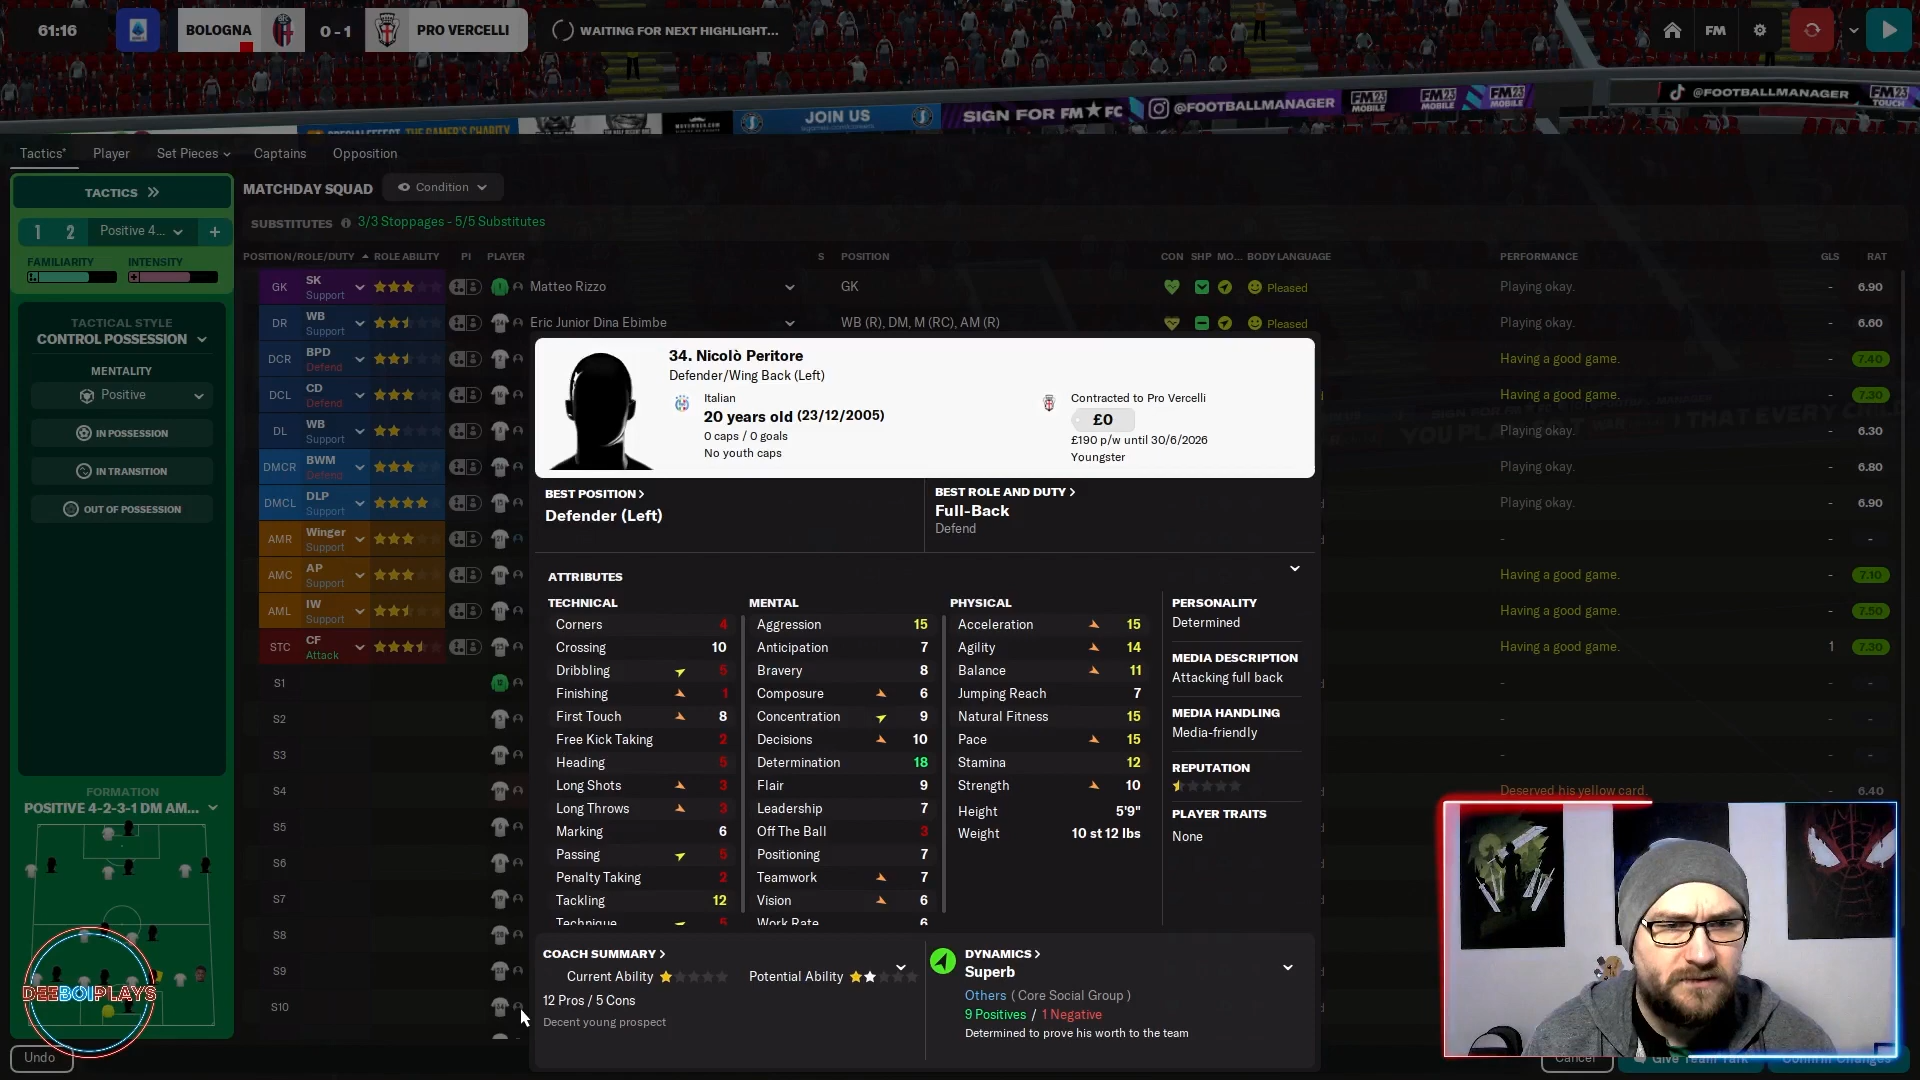 61:16
BOLOGNA
0 - 1
PRO VERCELLI
WAITING FOR NEXT HIGHLIGHT...
FM
JOIN US
SIGN FOR FM★FC
@FOOTBALLMANAGER
FM23
FM23 MOBILE
FM23
@FOOTBALLMANAGER
FM23 TOUCH
Tactics*
Player
Set Pieces
Captains
Opposition
TACTICS
1 2 Positive 4... +
FAMILIARITY
INTENSITY
TACTICAL STYLE
CONTROL POSSESSION
MENTALITY
Positive
IN POSSESSION
IN TRANSITION
OUT OF POSSESSION
FORMATION
POSITIVE 4-2-3-1 DM AM...
DEEBOIPLAYS
Undo
MATCHDAY SQUAD
Condition
SUBSTITUTES
3/3 Stoppages - 5/5 Substitutes
POSITION/ROLE/DUTY ROLE ABILITY PI PLAYER S POSITION CON SHP MO... BODY LANGUAGE PERFORMANCE GLS RAT
GK SK Support Matteo Rizzo GK Pleased Playing okay. - 6.90
DR WB Support Eric Junior Dina Ebimbe WB (R), DM, M (RC), AM (R) Pleased Playing okay. - 6.60
DCR BPD Defend Having a good game. - 7.40
DCL CD Defend Having a good game. - 7.30
DL WB Support Playing okay. - 6.30
DMCR BWM Defend Playing okay. - 6.80
DMCL DLP Support Playing okay. - 6.90
AMR Winger Support - - -
AMC AP Support Having a good game. - 7.10
AML IW Support Having a good game. - 7.50
STC CF Attack Having a good game. 1 7.30
S1
S2
S3
S4 Deserved his yellow card. - 6.40
S5
S6
S7
S8
S9
S10
34. Nicolò Peritore
Defender/Wing Back (Left)
Italian
20 years old (23/12/2005)
0 caps / 0 goals
No youth caps
Contracted to Pro Vercelli
£0
£190 p/w until 30/6/2026
Youngster
BEST POSITION >
Defender (Left)
BEST ROLE AND DUTY >
Full-Back
Defend
ATTRIBUTES
TECHNICAL
Corners 4
Crossing 10
Dribbling 5
Finishing 1
First Touch 8
Free Kick Taking 2
Heading 5
Long Shots 3
Long Throws 3
Marking 6
Passing 5
Penalty Taking 2
Tackling 12
Technique 5
MENTAL
Aggression 15
Anticipation 7
Bravery 8
Composure 6
Concentration 9
Decisions 10
Determination 18
Flair 9
Leadership 7
Off The Ball 3
Positioning 7
Teamwork 7
Vision 6
Work Rate 6
PHYSICAL
Acceleration 15
Agility 14
Balance 11
Jumping Reach 7
Natural Fitness 15
Pace 15
Stamina 12
Strength 10
Height 5'9"
Weight 10 st 12 lbs
PERSONALITY
Determined
MEDIA DESCRIPTION
Attacking full back
MEDIA HANDLING
Media-friendly
REPUTATION
PLAYER TRAITS
None
COACH SUMMARY >
Current Ability
Potential Ability
12 Pros / 5 Cons
Decent young prospect
DYNAMICS >
Superb
Others ( Core Social Group )
9 Positives / 1 Negative
Determined to prove his worth to the team
Cancel
Give Team Talk
Confirm Changes